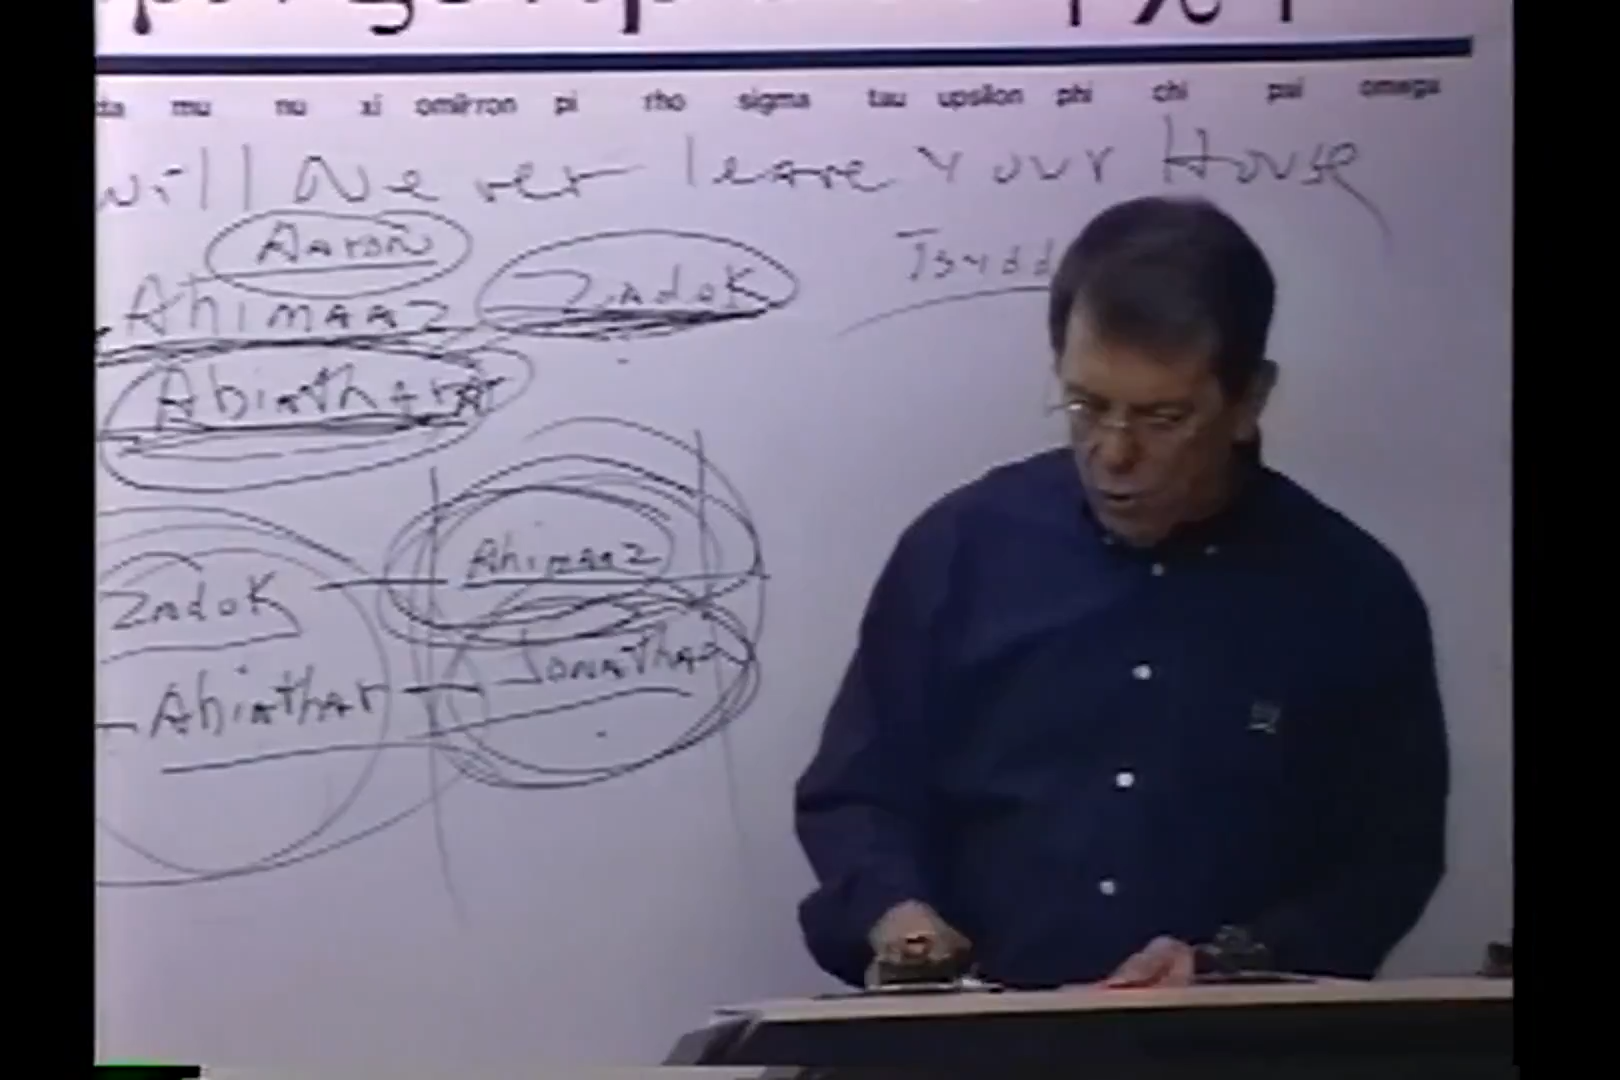 mu nu xi omikron pi rho sigma tau upsilon phi chi psi omega
will Never leave Your House
Aaron
Ahimaaz Zadok
Abiathar
Ahimaaz
Zadok
Jonathan
Abiathar